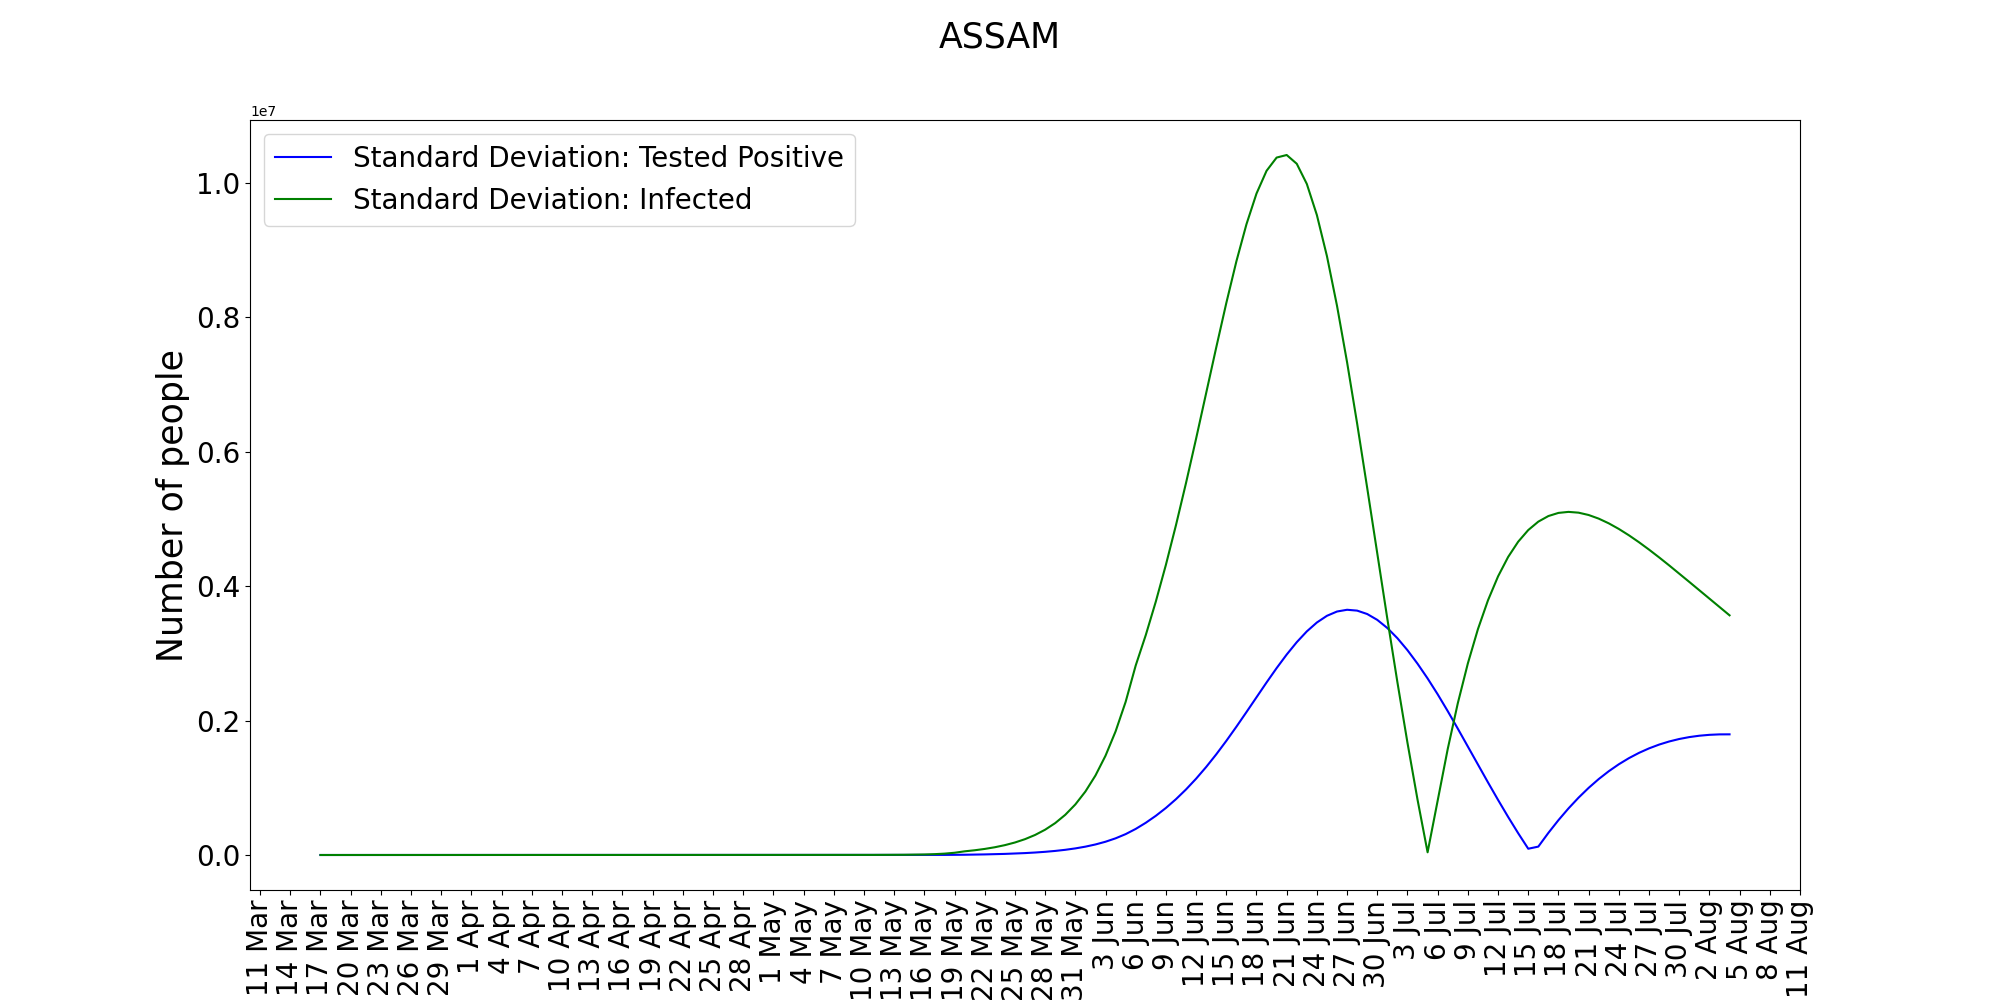 ASSAM
1e7
Standard Deviation: Tested Positive
Standard Deviation: Infected
Number of people
1.0
0.8
0.6
0.4
0.2
0.0
11 Mar
14 Mar
17 Mar
20 Mar
23 Mar
26 Mar
29 Mar
1 Apr
4 Apr
7 Apr
10 Apr
13 Apr
16 Apr
19 Apr
22 Apr
25 Apr
28 Apr
1 May
4 May
7 May
10 May
13 May
16 May
19 May
22 May
25 May
28 May
31 May
3 Jun
6 Jun
9 Jun
12 Jun
15 Jun
18 Jun
21 Jun
24 Jun
27 Jun
30 Jun
3 Jul
6 Jul
9 Jul
12 Jul
15 Jul
18 Jul
21 Jul
24 Jul
27 Jul
30 Jul
2 Aug
5 Aug
8 Aug
11 Aug